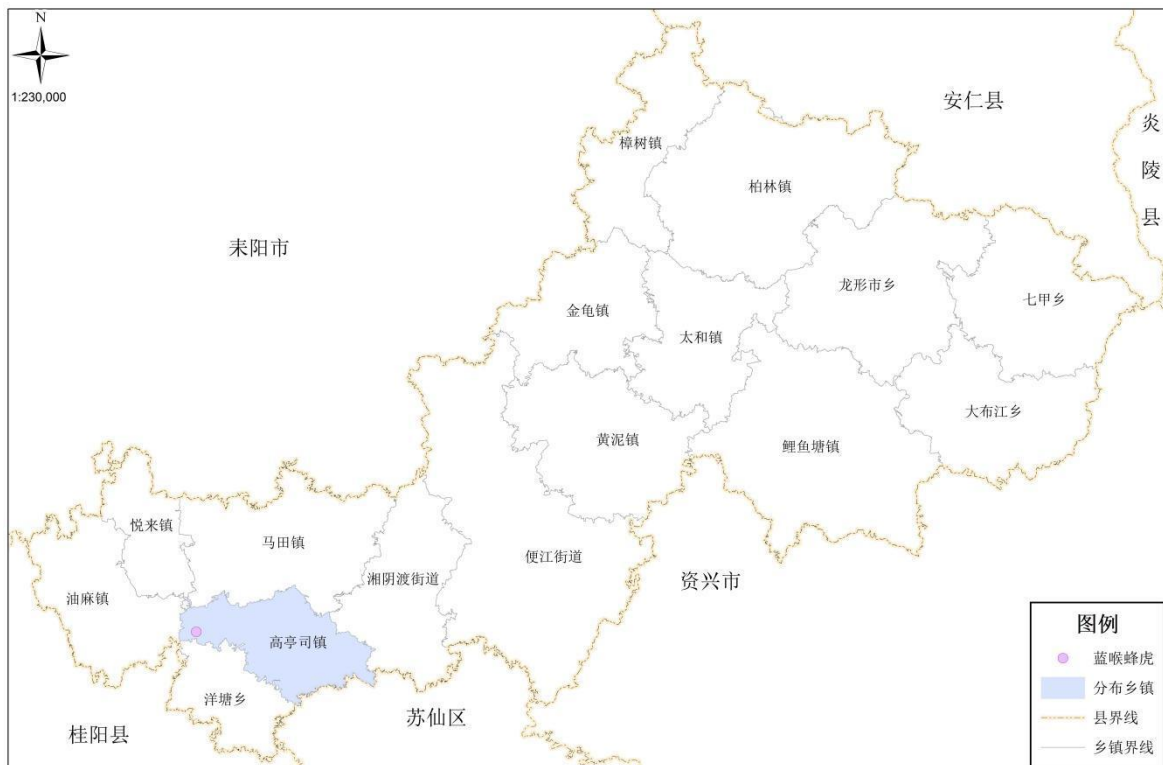 N
1:230,000
安仁县
炎陵县
樟树镇
柏林镇
耒阳市
龙形市乡
七甲乡
金龟镇
太和镇
大布江乡
黄泥镇
鲤鱼塘镇
悦来镇
马田镇
便江街道
湘阴渡街道
资兴市
油麻镇
高亭司镇
洋塘乡
苏仙区
桂阳县
图例
蓝喉蜂虎
分布乡镇
县界线
乡镇界线